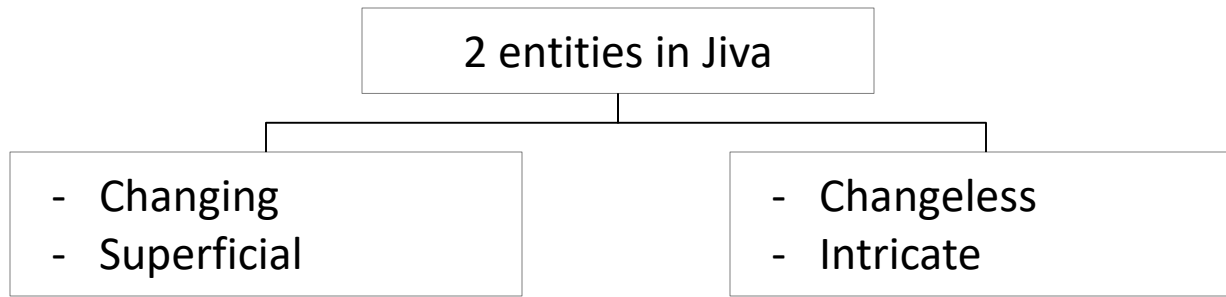 2 entities in Jiva
- Changing
- Superficial
- Changeless
- Intricate